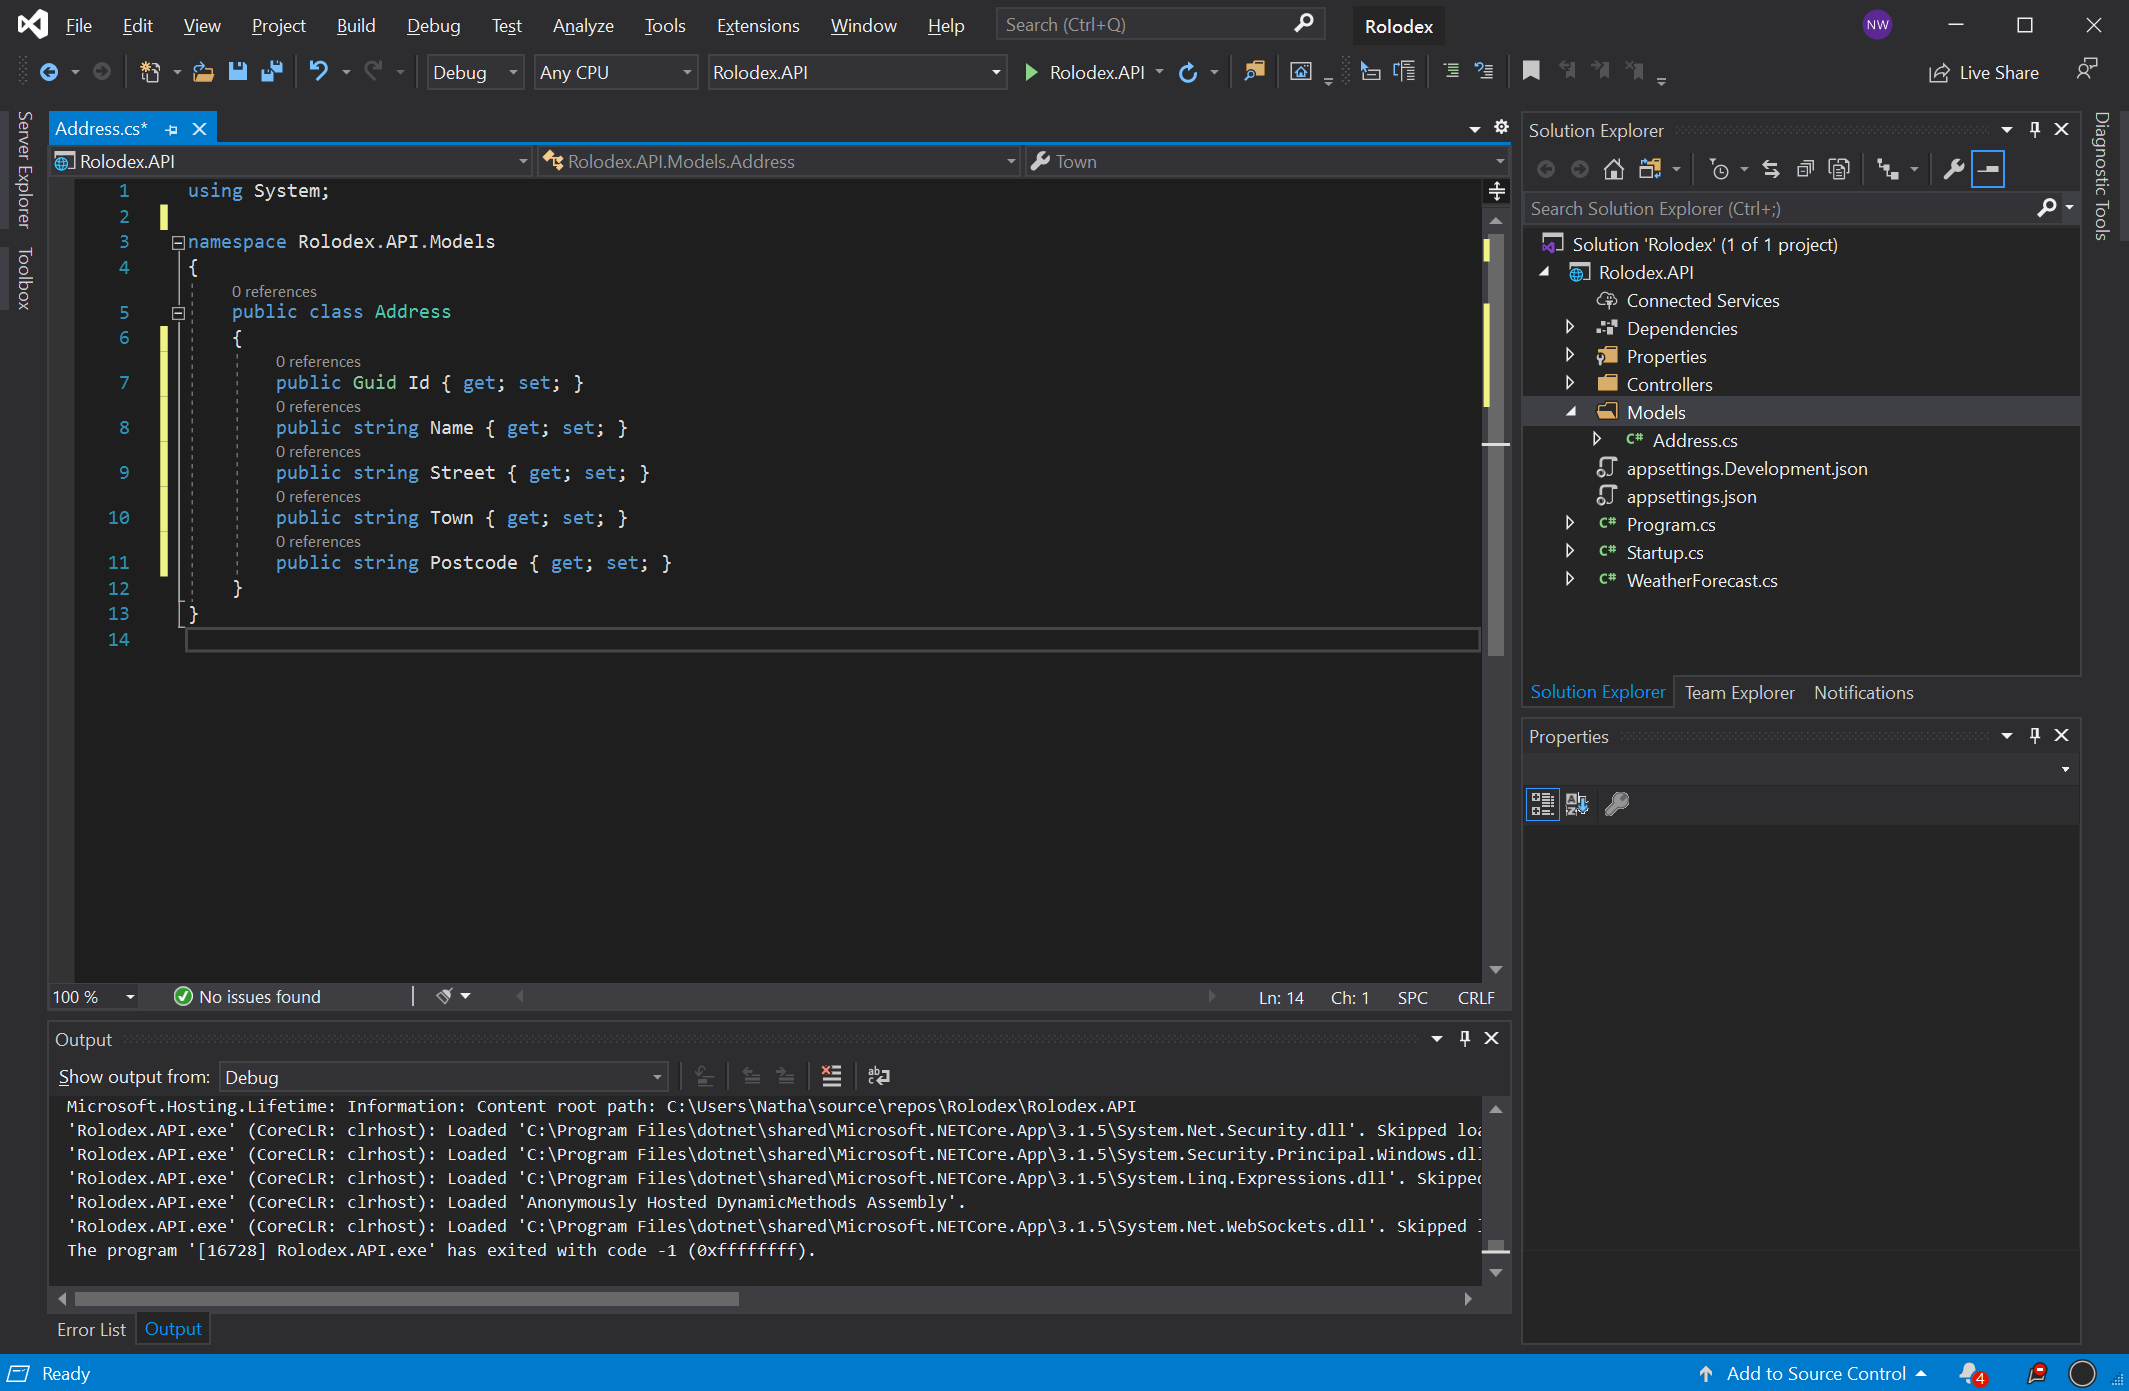 File Edit View Project Build Debug Test Analyze Tools Extensions Window Help Search (Ctrl+Q) Rolodex NW
Debug Any CPU Rolodex.API Rolodex.API Live Share
Server Explorer
Toolbox
Address.cs*
Rolodex.API Rolodex.API.Models.Address Town
1 using System;
2
3 namespace Rolodex.API.Models
4 {
0 references
5 public class Address
6 {
0 references
7 public Guid Id { get; set; }
0 references
8 public string Name { get; set; }
0 references
9 public string Street { get; set; }
0 references
10 public string Town { get; set; }
0 references
11 public string Postcode { get; set; }
12 }
13 }
14
100 % No issues found Ln: 14 Ch: 1 SPC CRLF
Output
Show output from: Debug
Microsoft.Hosting.Lifetime: Information: Content root path: C:\Users\Natha\source\repos\Rolodex\Rolodex.API
'Rolodex.API.exe' (CoreCLR: clrhost): Loaded 'C:\Program Files\dotnet\shared\Microsoft.NETCore.App\3.1.5\System.Net.Security.dll'. Skipped loa
'Rolodex.API.exe' (CoreCLR: clrhost): Loaded 'C:\Program Files\dotnet\shared\Microsoft.NETCore.App\3.1.5\System.Security.Principal.Windows.dll
'Rolodex.API.exe' (CoreCLR: clrhost): Loaded 'C:\Program Files\dotnet\shared\Microsoft.NETCore.App\3.1.5\System.Linq.Expressions.dll'. Skipped
'Rolodex.API.exe' (CoreCLR: clrhost): Loaded 'Anonymously Hosted DynamicMethods Assembly'.
'Rolodex.API.exe' (CoreCLR: clrhost): Loaded 'C:\Program Files\dotnet\shared\Microsoft.NETCore.App\3.1.5\System.Net.WebSockets.dll'. Skipped
The program '[16728] Rolodex.API.exe' has exited with code -1 (0xffffffff).
Error List Output
Solution Explorer
Search Solution Explorer (Ctrl+;)
Solution 'Rolodex' (1 of 1 project)
Rolodex.API
Connected Services
Dependencies
Properties
Controllers
Models
C# Address.cs
appsettings.Development.json
appsettings.json
C# Program.cs
C# Startup.cs
C# WeatherForecast.cs
Solution Explorer Team Explorer Notifications
Properties
Diagnostic Tools
Ready Add to Source Control 4